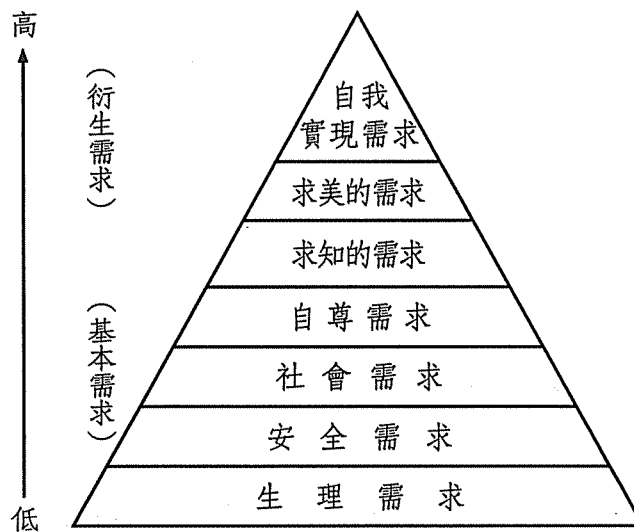 高
（衍生需求）
（基本需求）
低
自我
實現需求
求美的需求
求知的需求
自尊需求
社會需求
安全需求
生理需求